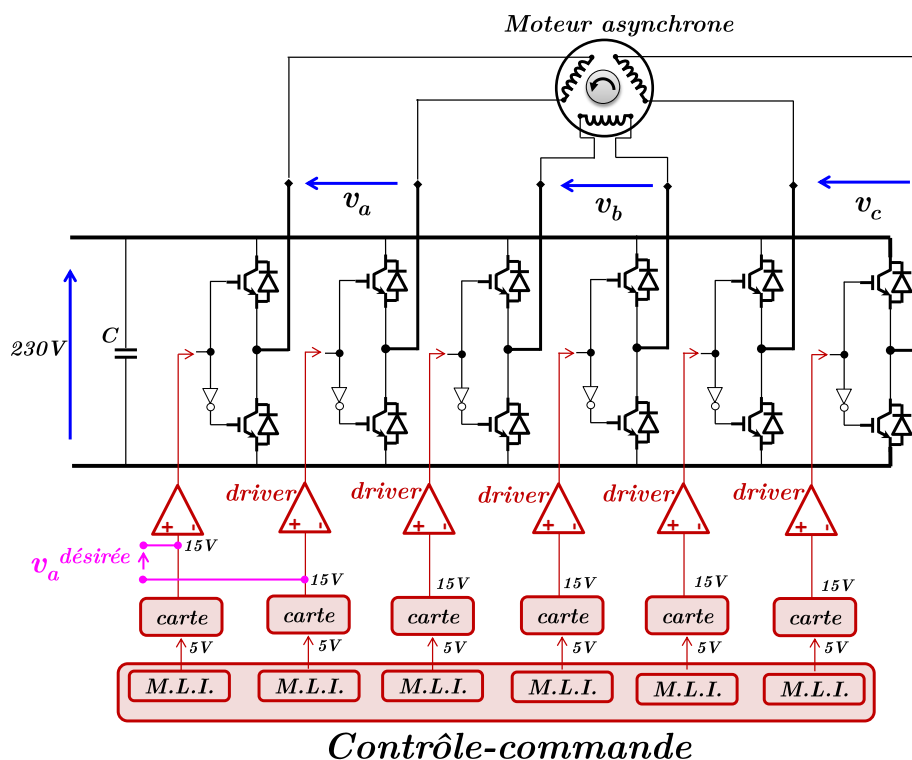 Moteur asynchrone
v_a
v_b
v_c
C
230V
driver
driver
driver
driver
driver
+ -
+ -
+ -
+ -
+ -
+ -
v_a^désirée
15V
15V
15V
15V
15V
15V
carte
carte
carte
carte
carte
carte
5V
5V
5V
5V
5V
5V
M.L.I.
M.L.I.
M.L.I.
M.L.I.
M.L.I.
M.L.I.
Contrôle-commande